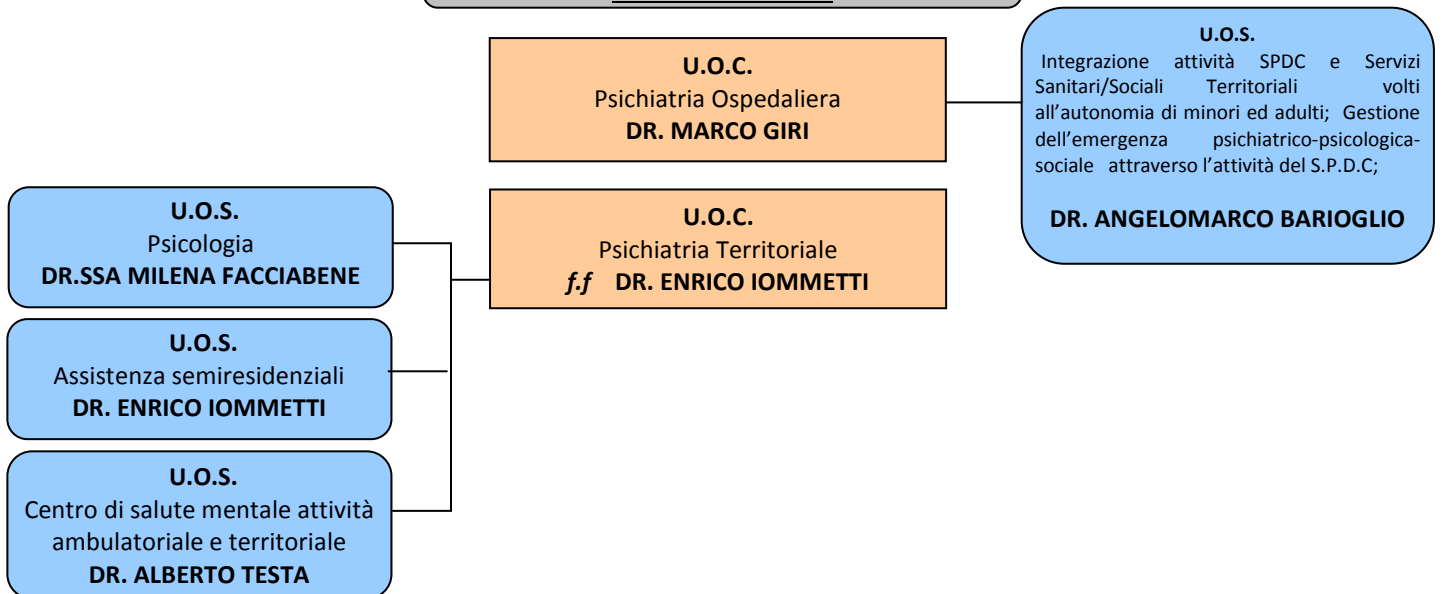 U.O.C.
Psichiatria Ospedaliera
DR. MARCO GIRI
U.O.S.
Integrazione attività SPDC e Servizi
Sanitari/Sociali Territoriali volti
all’autonomia di minori ed adulti; Gestione
dell’emergenza psichiatrico-psicologica-
sociale attraverso l’attività del S.P.D.C;
DR. ANGELOMARCO BARIOGLIO
U.O.C.
Psichiatria Territoriale
f.f DR. ENRICO IOMMETTI
U.O.S.
Psicologia
DR.SSA MILENA FACCIABENE
U.O.S.
Assistenza semiresidenziali
DR. ENRICO IOMMETTI
U.O.S.
Centro di salute mentale attività
ambulatoriale e territoriale
DR. ALBERTO TESTA